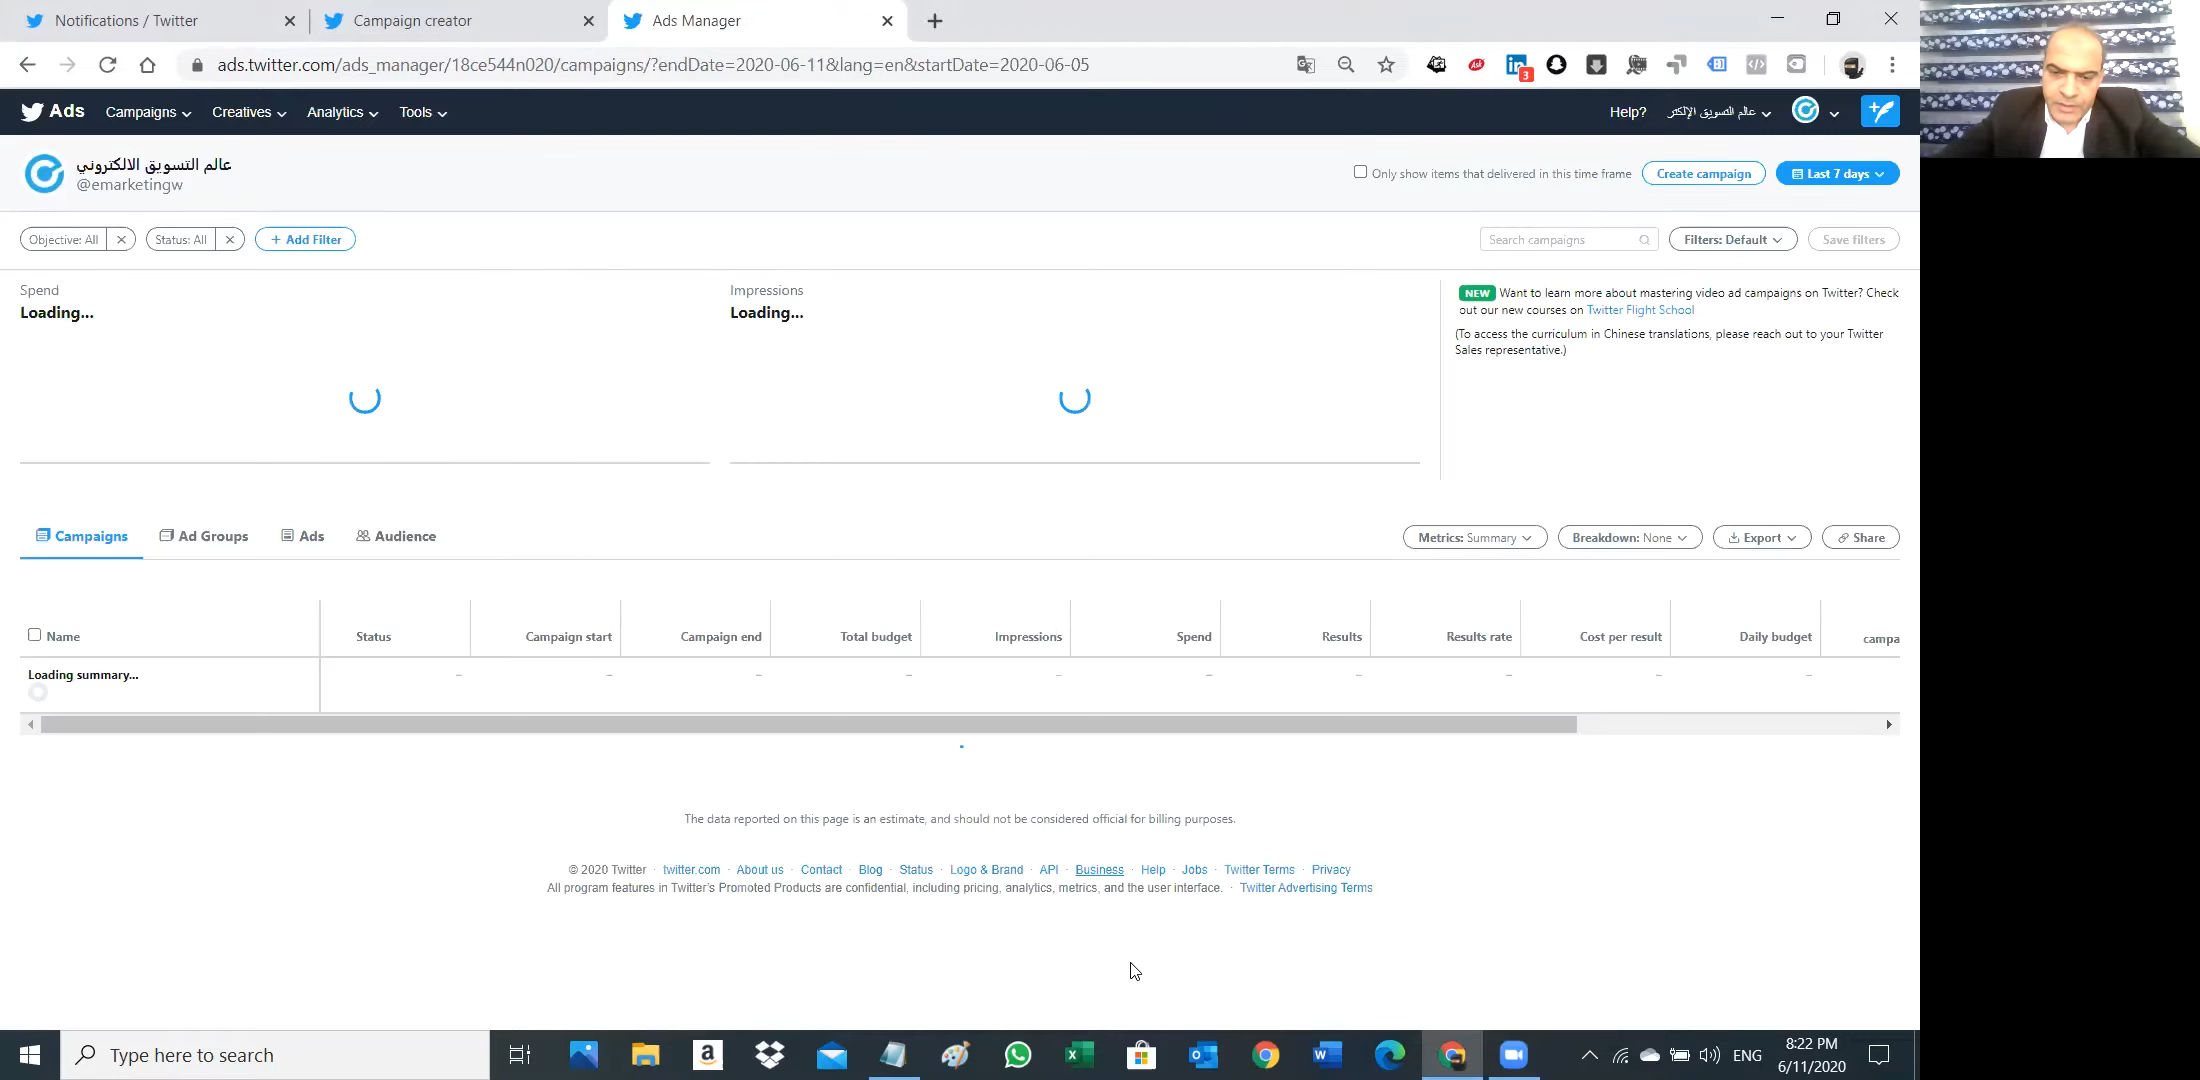 Notifications / Twitter
Campaign creator
Ads Manager
ads.twitter.com/ads_manager/18ce544n020/campaigns/?endDate=2020-06-11&lang=en&startDate=2020-06-05
Ask
in
3
</>
Ads
Campaigns
Creatives
Analytics
Tools
Help?
عالم التسويق الإلكتر
عالم التسويق الالكتروني
@emarketingw
Only show items that delivered in this time frame
Create campaign
Last 7 days
Objective: All
Status: All
+ Add Filter
Search campaigns
Filters: Default
Save filters
Spend
Loading...
Impressions
Loading...
NEW Want to learn more about mastering video ad campaigns on Twitter? Check
out our new courses on Twitter Flight School
(To access the curriculum in Chinese translations, please reach out to your Twitter
Sales representative.)
Campaigns
Ad Groups
Ads
Audience
Metrics: Summary
Breakdown: None
Export
Share
Name
Status
Campaign start
Campaign end
Total budget
Impressions
Spend
Results
Results rate
Cost per result
Daily budget
campa
Loading summary...
– – – – – – – – – –
The data reported on this page is an estimate, and should not be considered official for billing purposes.
© 2020 Twitter · twitter.com · About us · Contact · Blog · Status · Logo & Brand · API · Business · Help · Jobs · Twitter Terms · Privacy
All program features in Twitter's Promoted Products are confidential, including pricing, analytics, metrics, and the user interface. · Twitter Advertising Terms
Type here to search
ENG
8:22 PM
6/11/2020